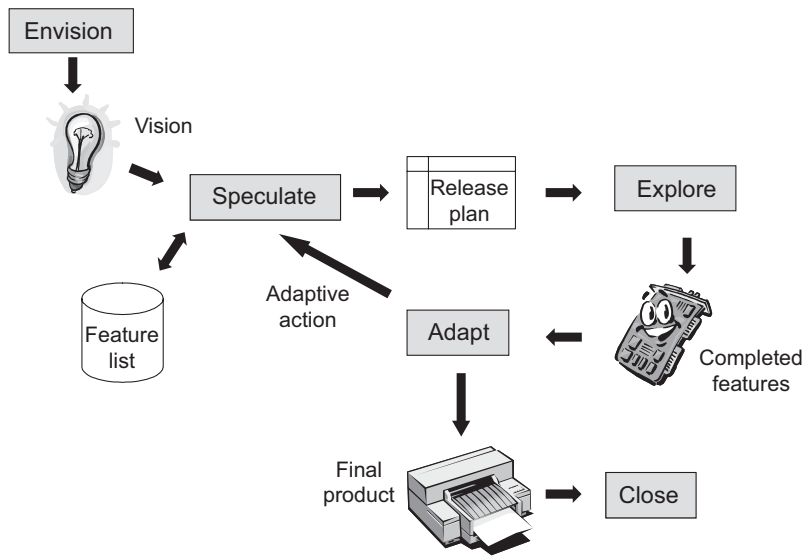 Envision
Vision
Speculate
Release
plan
Explore
Feature
list
Adaptive
action
Adapt
Completed
features
Final
product
Close